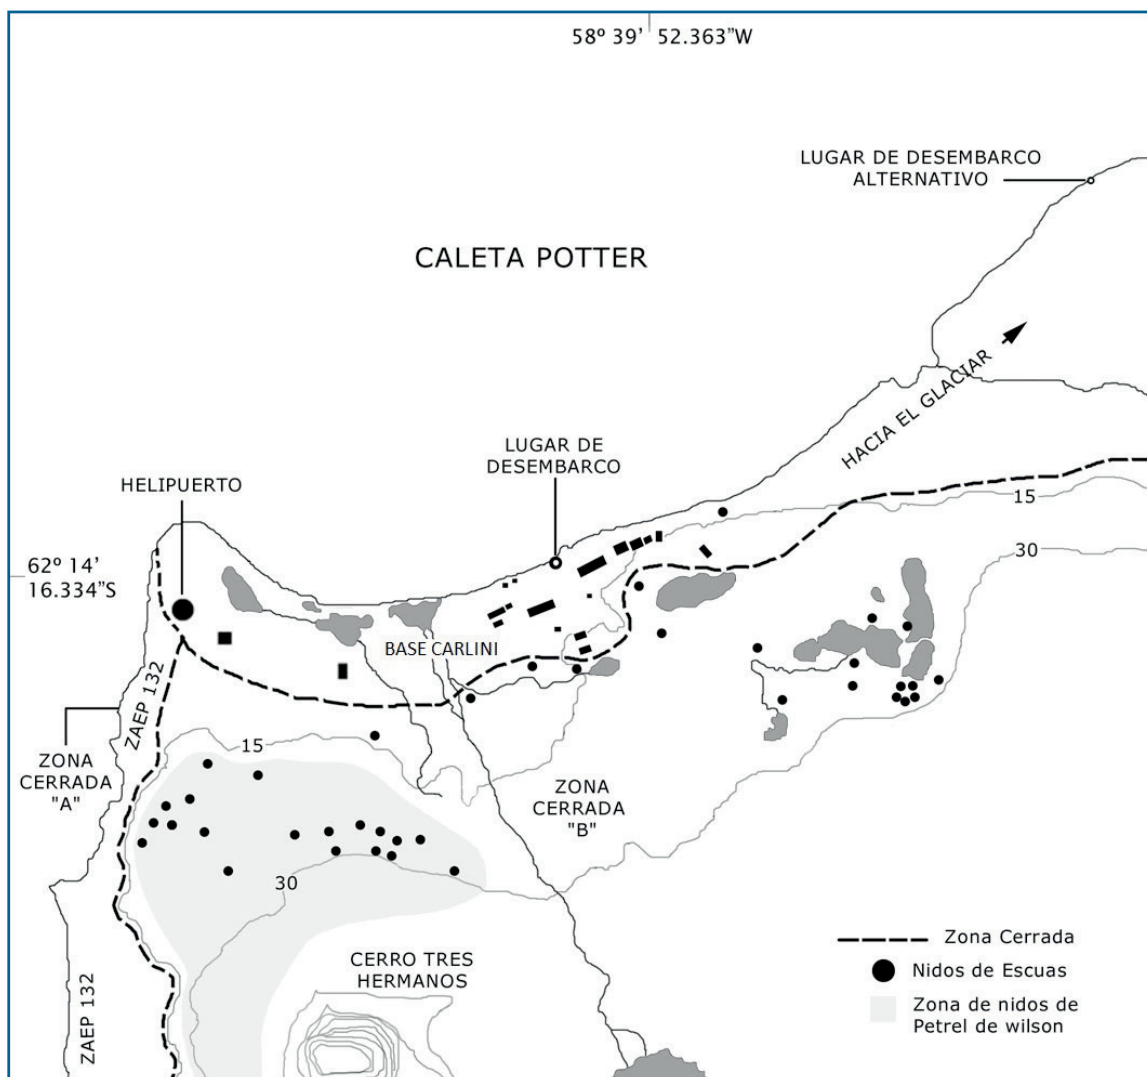 58º 39' 52.363"W
LUGAR DE DESEMBARCO
ALTERNATIVO
CALETA POTTER
HACIA EL GLACIAR
LUGAR DE
DESEMBARCO
HELIPUERTO
15
30
62º 14'
16.334"S
BASE CARLINI
ZAEP 132
15
ZONA
CERRADA
"A"
ZONA
CERRADA
"B"
30
CERRO TRES
HERMANOS
ZAEP 132
Zona Cerrada
Nidos de Escuas
Zona de nidos de
Petrel de wilson